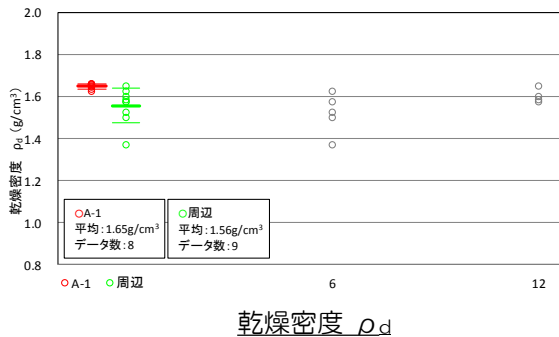 2.0
1.8
1.6
1.4
1.2
1.0
0.8
乾燥密度 ρd (g/cm³)
A-1
平均:1.65g/cm³
データ数:8
周辺
平均:1.56g/cm³
データ数:9
A-1 周辺 6 12
乾燥密度 ρd